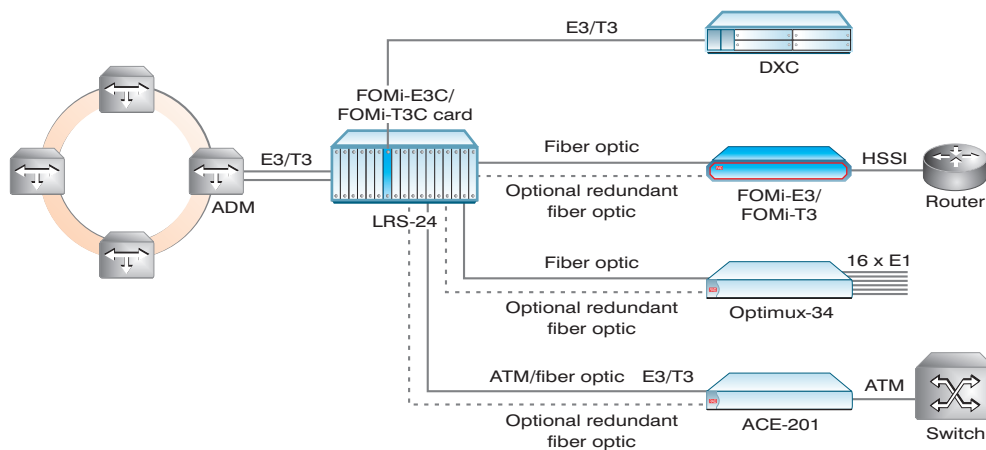 E3/T3
DXC
FOMi-E3C/
FOMi-T3C card
E3/T3
ADM
LRS-24
Fiber optic
Optional redundant
fiber optic
HSSI
FOMi-E3/
FOMi-T3
Router
Fiber optic
Optional redundant
fiber optic
16 x E1
Optimux-34
ATM/fiber optic E3/T3
Optional redundant
fiber optic
ATM
ACE-201
Switch